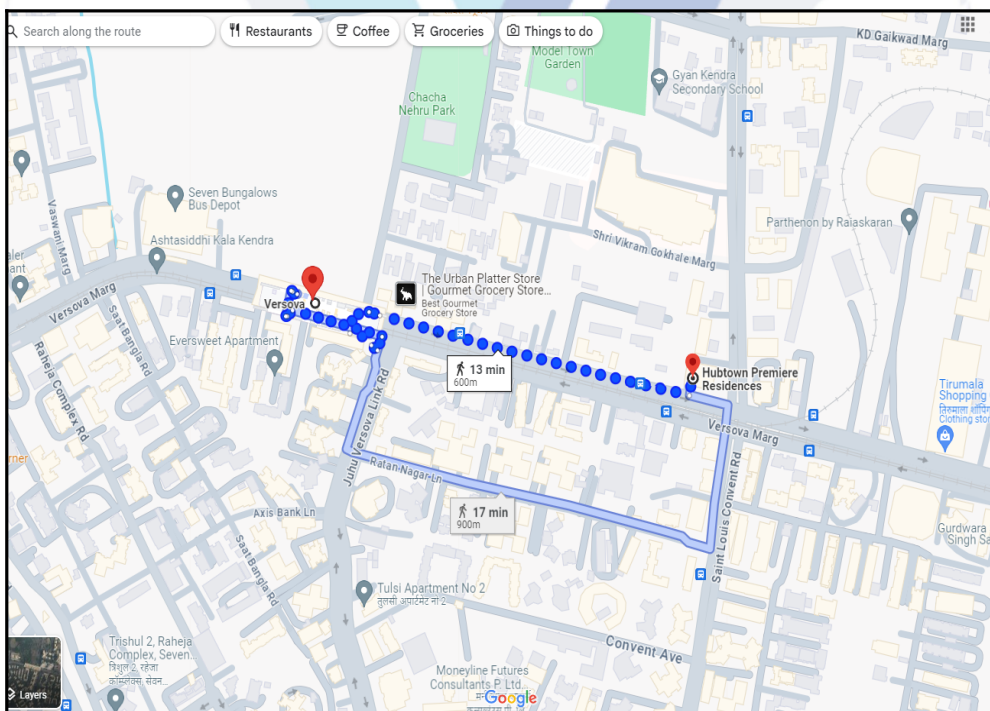 Search along the route
Restaurants
Coffee
Groceries
Things to do
KD Gaikwad Marg
Model Town
Garden
Gyan Kendra
Secondary School
Chacha
Nehru Park
Vaswani Marg
Seven Bungalows
Bus Depot
Parthenon by Raiaskaran
Ashtasiddhi Kala Kendra
Shri Vikram Gokhale Marg
The Urban Platter Store
| Gourmet Grocery Store...
Best Gourmet
Grocery Store
Versova
Versova Marg
Saat Bangla Rd
Eversweet Apartment
Raheja Complex Rd
13 min
600m
Hubtown Premiere
Residences
Tirumala
Shopping
Clothing stor
Versova Marg
Juhu Versova Link Rd
Ratan Nagar Ln
17 min
900m
Saint Louis Convent Rd
Axis Bank Ln
Saat Bangla Rd
Gurdwara
Singh Sa
Tulsi Apartment No 2
तुलसी अपार्टमेंट नो 2
Convent Ave
Trishul 2, Raheja
Complex, Seven...
त्रिशूल 2, रहेजा
कॉम्प्लेक्स, सेवन...
Moneyline Futures
Consultants P. Ltd..
Layers
Google